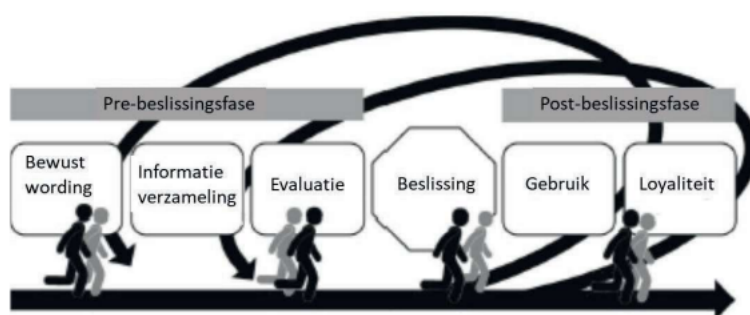 Pre-beslissingsfase
Post-beslissingsfase
Bewust
wording
Informatie
verzameling
Evaluatie
Beslissing
Gebruik
Loyaliteit